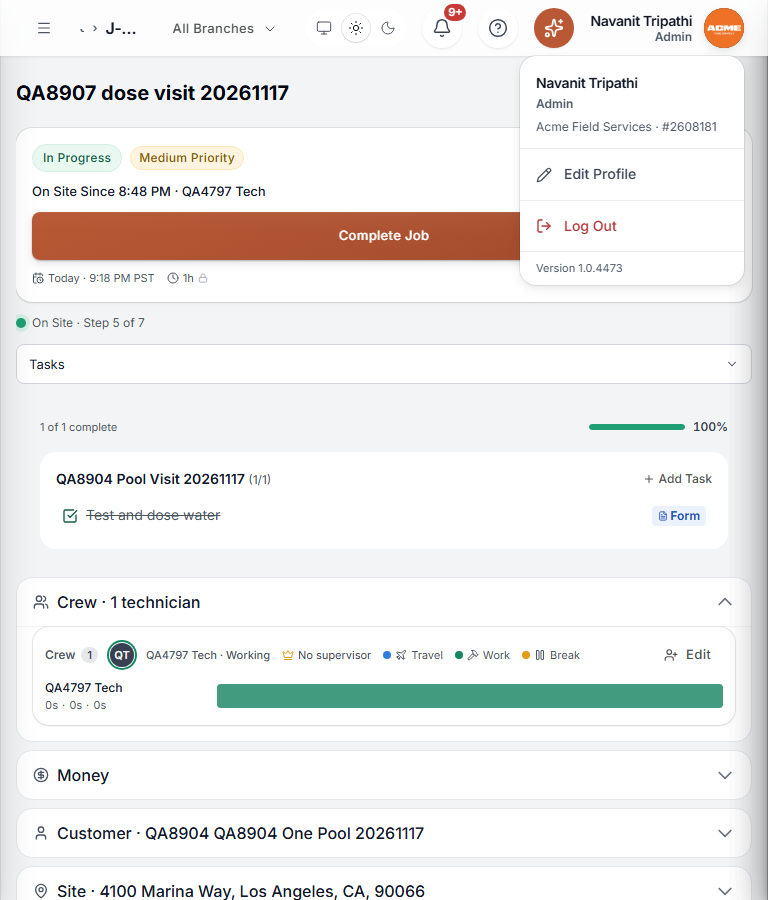 J-...
All Branches
9+
Navanit Tripathi
Admin
ACME
Navanit Tripathi
Admin
Acme Field Services · #2608181
Edit Profile
Log Out
Version 1.0.4473
QA8907 dose visit 20261117
In Progress
Medium Priority
On Site Since 8:48 PM · QA4797 Tech
Complete Job
Today · 9:18 PM PST
1h
On Site · Step 5 of 7
Tasks
1 of 1 complete
100%
QA8904 Pool Visit 20261117 (1/1)
+ Add Task
Test and dose water
Form
Crew · 1 technician
Crew 1 QT QA4797 Tech · Working No supervisor Travel Work Break Edit
QA4797 Tech
0s · 0s · 0s
Money
Customer · QA8904 QA8904 One Pool 20261117
Site · 4100 Marina Way, Los Angeles, CA, 90066